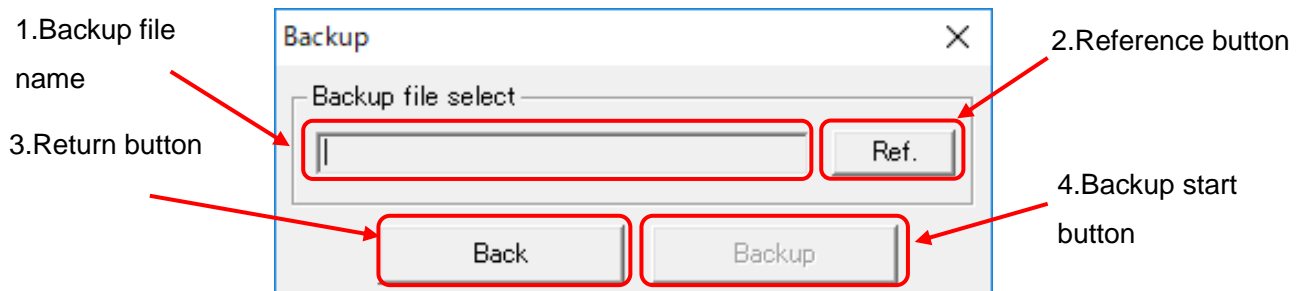 1.Backup file
name
Backup
2.Reference button
Backup file select
3.Return button
Ref.
4.Backup start
button
Back
Backup